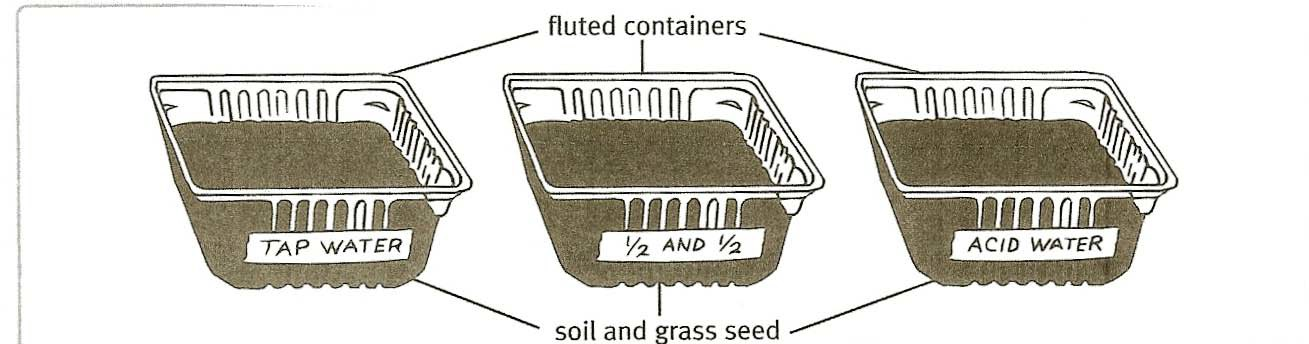 fluted containers
TAP WATER
½ AND ½
ACID WATER
soil and grass seed